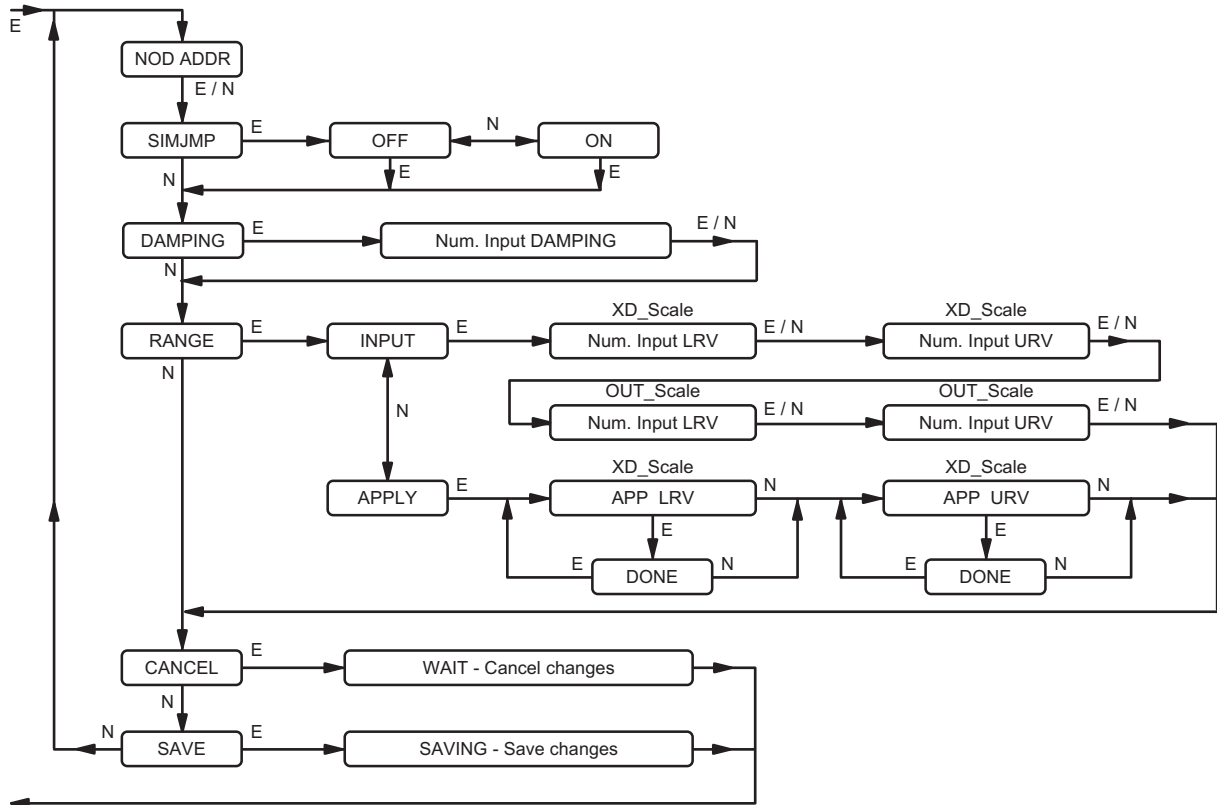 E
NOD ADDR
E / N
SIMJMP
E
OFF
N
ON
N
E
E
DAMPING
E
Num. Input DAMPING
E / N
N
RANGE
E
INPUT
E
XD_Scale
Num. Input LRV
E / N
XD_Scale
Num. Input URV
E / N
N
N
OUT_Scale
Num. Input LRV
E / N
OUT_Scale
Num. Input URV
E / N
APPLY
E
XD_Scale
APP LRV
N
XD_Scale
APP URV
N
E
E
E
DONE
N
E
DONE
N
CANCEL
E
WAIT - Cancel changes
N
N
SAVE
E
SAVING - Save changes